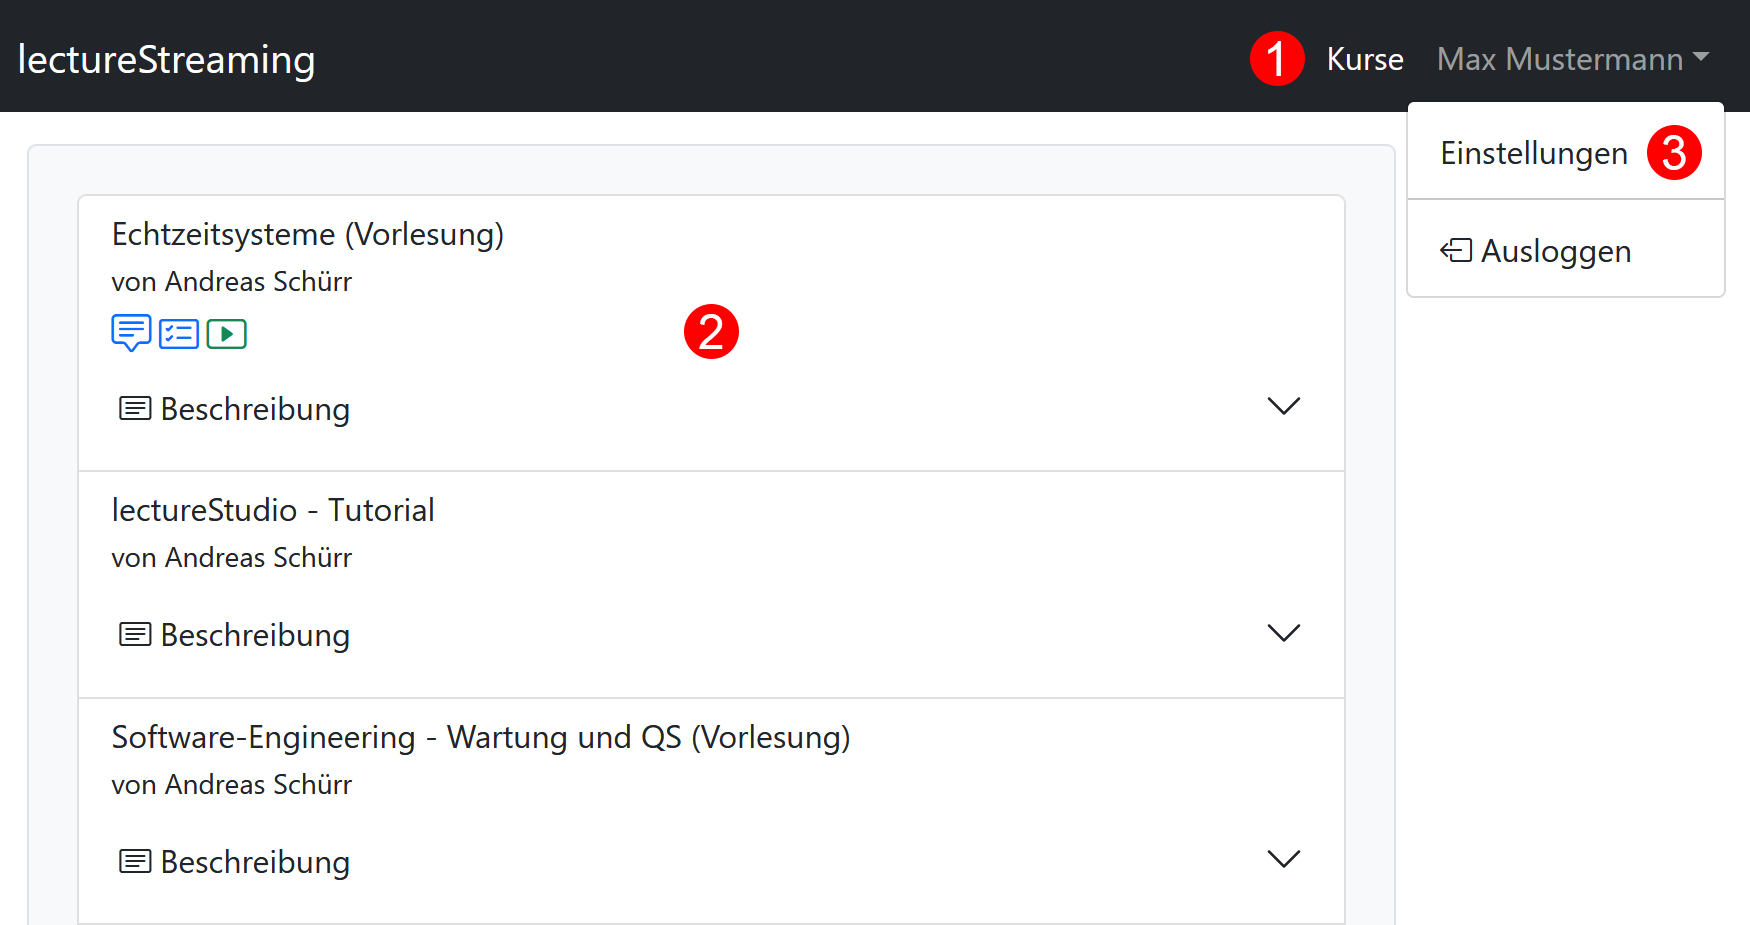 lectureStreaming
1 Kurse Max Mustermann
Einstellungen 3
Ausloggen
Echtzeitsysteme (Vorlesung)
von Andreas Schürr
2
Beschreibung
lectureStudio - Tutorial
von Andreas Schürr
Beschreibung
Software-Engineering - Wartung und QS (Vorlesung)
von Andreas Schürr
Beschreibung